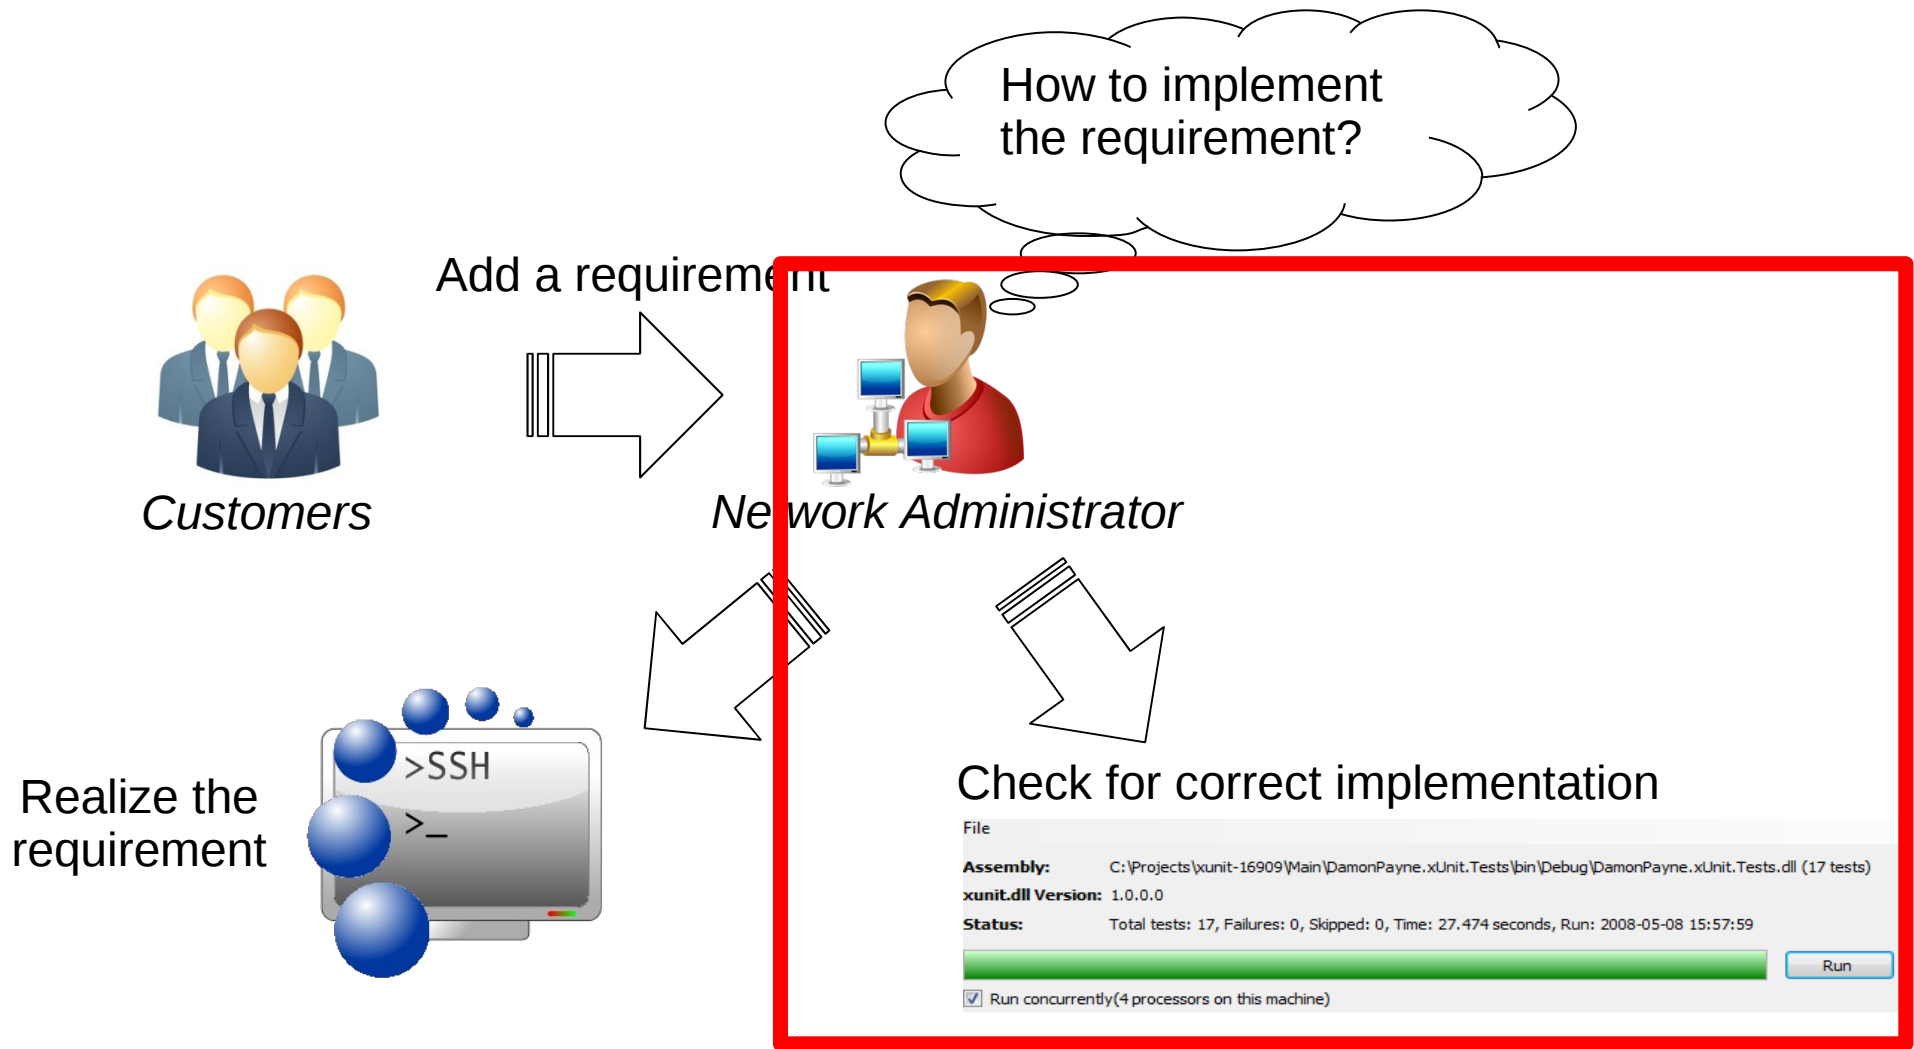 How to implement
the requirement?
Add a requirement
Customers
Network Administrator
Realize the
requirement
>SSH
>_
Check for correct implementation
File
Assembly: C:\Projects\xunit-16909\Main\DamonPayne.xUnit.Tests\bin\Debug\DamonPayne.xUnit.Tests.dll (17 tests)
xunit.dll Version: 1.0.0.0
Status: Total tests: 17, Failures: 0, Skipped: 0, Time: 27.474 seconds, Run: 2008-05-08 15:57:59
Run
Run concurrently(4 processors on this machine)